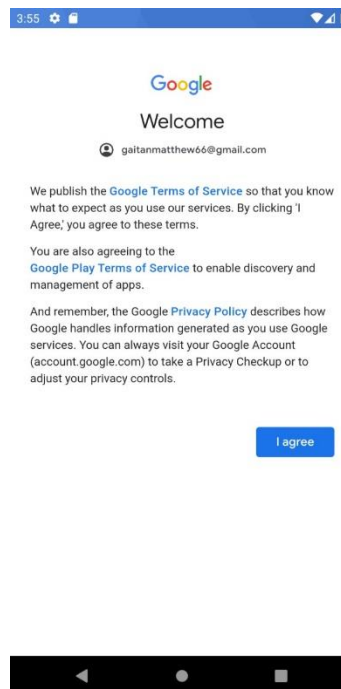 3:55
Google
Welcome
gaitanmatthew66@gmail.com
We publish the Google Terms of Service so that you know
what to expect as you use our services. By clicking 'I
Agree,' you agree to these terms.
You are also agreeing to the
Google Play Terms of Service to enable discovery and
management of apps.
And remember, the Google Privacy Policy describes how
Google handles information generated as you use Google
services. You can always visit your Google Account
(account.google.com) to take a Privacy Checkup or to
adjust your privacy controls.
I agree